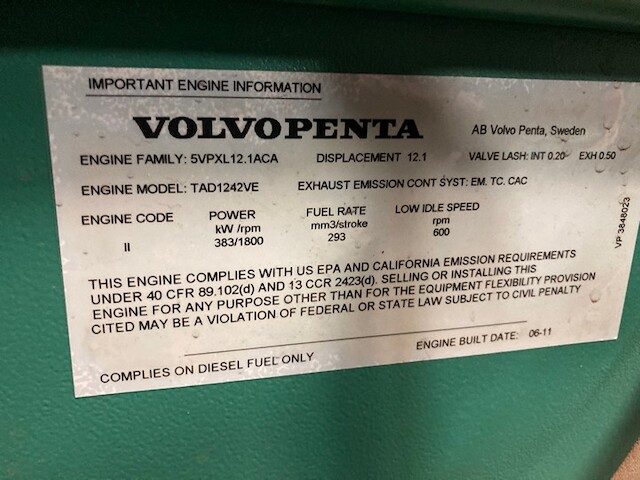 IMPORTANT ENGINE INFORMATION
VOLVO PENTA AB Volvo Penta, Sweden
ENGINE FAMILY: 5VPXL12.1ACA DISPLACEMENT 12.1 VALVE LASH: INT 0.20 EXH 0.50
ENGINE MODEL: TAD1242VE EXHAUST EMISSION CONT SYST: EM. TC. CAC
ENGINE CODE POWER FUEL RATE LOW IDLE SPEED
kW /rpm mm3/stroke rpm
II 383/1800 293 600
VP 3848023
THIS ENGINE COMPLIES WITH US EPA AND CALIFORNIA EMISSION REQUIREMENTS
UNDER 40 CFR 89.102(d) AND 13 CCR 2423(d). SELLING OR INSTALLING THIS
ENGINE FOR ANY PURPOSE OTHER THAN FOR THE EQUIPMENT FLEXIBILITY PROVISION
CITED MAY BE A VIOLATION OF FEDERAL OR STATE LAW SUBJECT TO CIVIL PENALTY
COMPLIES ON DIESEL FUEL ONLY ENGINE BUILT DATE: 06-11